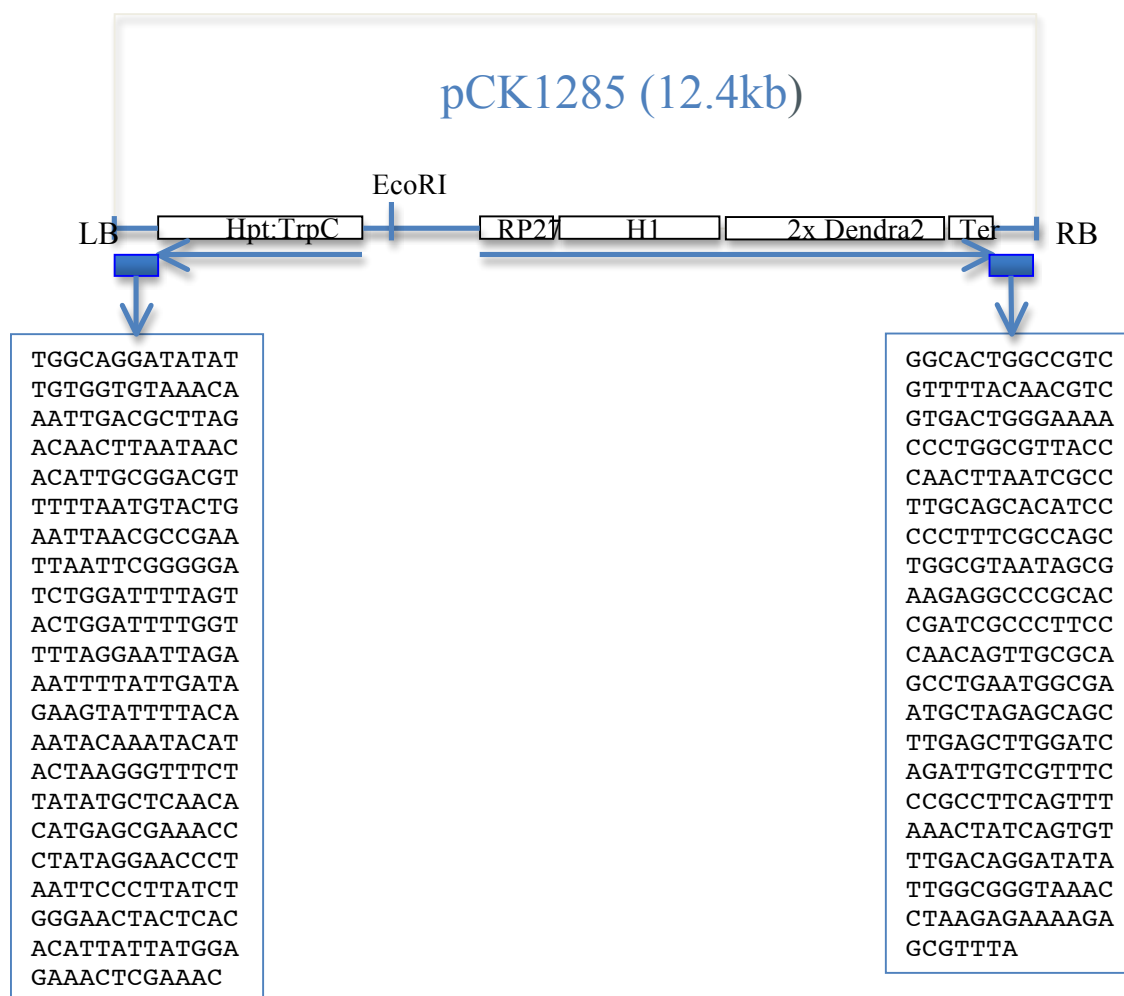 pCK1285 (12.4kb)
EcoRI
LB
Hpt:TrpC
RP27
H1
2x Dendra2
Ter
RB
TGGCAGGATATAT
TGTGGTGTAAACA
AATTGACGCTTAG
ACAACTTAATAAC
ACATTGCGGACGT
TTTTAATGTACTG
AATTAACGCCGAA
TTAATTCGGGGGA
TCTGGATTTTAGT
ACTGGATTTTGGT
TTTAGGAATTAGA
AATTTTATTGATA
GAAGTATTTTACA
AATACAAATACAT
ACTAAGGGTTTCT
TATATGCTCAACA
CATGAGCGAAACC
CTATAGGAACCCT
AATTCCCTTATCT
GGGAACTACTCAC
ACATTATTATGGA
GAAACTCGAAAC
GGCACTGGCCGTC
GTTTTACAACGTC
GTGACTGGGAAAA
CCCTGGCGTTACC
CAACTTAATCGCC
TTGCAGCACATCC
CCCTTTCGCCAGC
TGGCGTAATAGCG
AAGAGGCCCGCAC
CGATCGCCCTTCC
CAACAGTTGCGCA
GCCTGAATGGCGA
ATGCTAGAGCAGC
TTGAGCTTGGATC
AGATTGTCGTTTC
CCGCCTTCAGTTT
AAACTATCAGTGT
TTGACAGGATATA
TTGGCGGGTAAAC
CTAAGAGAAAAGA
GCGTTTA